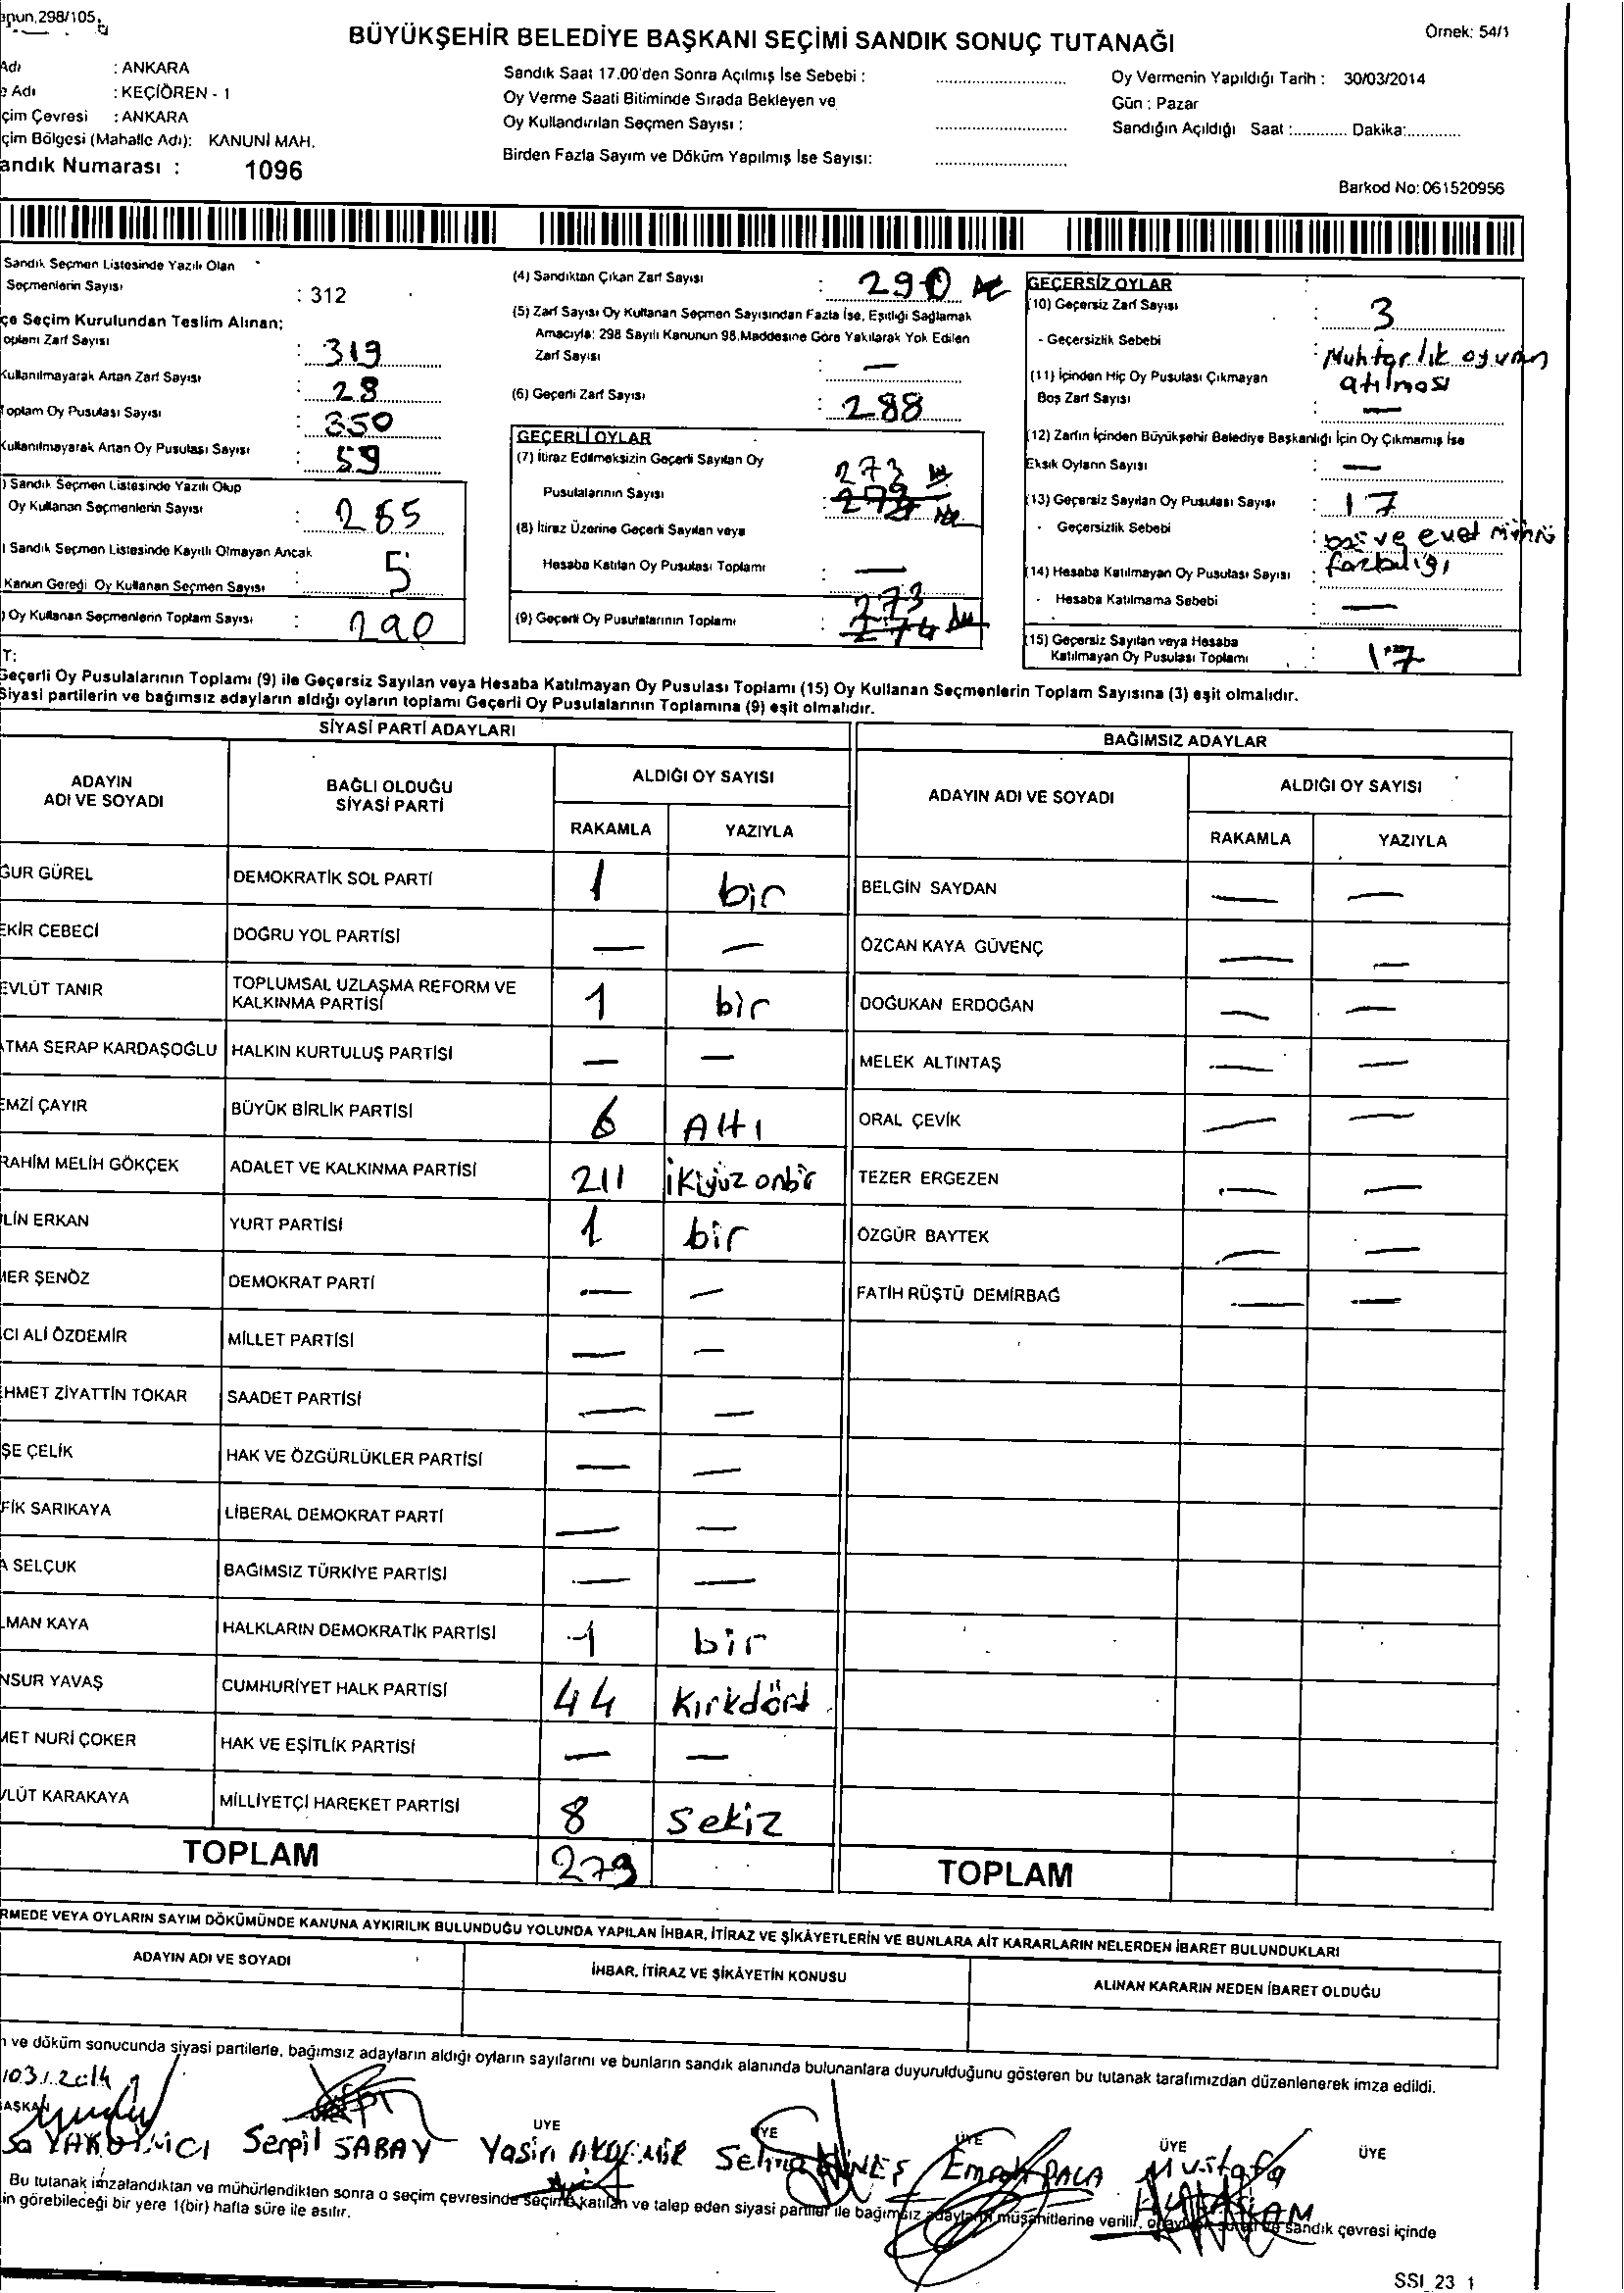 298/105
BÜYÜKŞEHİR BELEDİYE BAŞKANI SEÇİMİ SANDIK SONUÇ TUTANAĞI
Örnek: 54/1
Adı : ANKARA
Adı : KEÇİÖREN - 1
çim Çevresi : ANKARA
çim Bölgesi (Mahalle Adı): KANUNİ MAH.
andık Numarası : 1096
Sandık Saat 17.00'den Sonra Açılmış İse Sebebi :
Oy Verme Saati Bitiminde Sırada Bekleyen ve
Oy Kullandırılan Seçmen Sayısı :
Birden Fazla Sayım ve Döküm Yapılmış İse Sayısı:
Oy Vermenin Yapıldığı Tarih : 30/03/2014
Gün : Pazar
Sandığın Açıldığı Saat :............ Dakika:............
Barkod No: 061520956
Sandık Seçmen Listesinde Yazılı Olan
Seçmenlerin Sayısı : 312
çe Seçim Kurulundan Teslim Alınan;
oplam Zarf Sayısı : 319
Kullanılmayarak Artan Zarf Sayısı : 28
Toplam Oy Pusulası Sayısı : 350
Kullanılmayarak Artan Oy Pusulası Sayısı : 59
) Sandık Seçmen Listesinde Yazılı Olup
Oy Kullanan Seçmenlerin Sayısı : 285
) Sandık Seçmen Listesinde Kayıtlı Olmayan Ancak
Kanun Gereği Oy Kullanan Seçmen Sayısı : 5
) Oy Kullanan Seçmenlerin Toplam Sayısı : 290
(4) Sandıktan Çıkan Zarf Sayısı : 290
(5) Zarf Sayısı Oy Kullanan Seçmen Sayısından Fazla İse, Eşitliği Sağlamak
Amacıyla; 298 Sayılı Kanunun 98.Maddesine Göre Yakılarak Yok Edilen
Zarf Sayısı : —
(6) Geçerli Zarf Sayısı : 288
GEÇERLİ OYLAR
(7) İtiraz Edilmeksizin Geçerli Sayılan Oy
Pusulalarının Sayısı : 273
(8) İtiraz Üzerine Geçerli Sayılan veya
Hesaba Katılan Oy Pusulası Toplamı : —
(9) Geçerli Oy Pusulalarının Toplamı : 273
274
GEÇERSİZ OYLAR
(10) Geçersiz Zarf Sayısı : 3
- Geçersizlik Sebebi : Muhtarlık oyunun
atılması
(11) İçinden Hiç Oy Pusulası Çıkmayan
Boş Zarf Sayısı : —
(12) Zarfın İçinden Büyükşehir Belediye Başkanlığı İçin Oy Çıkmamış İse
Eksik Oyların Sayısı : —
(13) Geçersiz Sayılan Oy Pusulası Sayısı : 17
- Geçersizlik Sebebi : boş ve evet mührü
fazlalığı
(14) Hesaba Katılmayan Oy Pusulası Sayısı :
- Hesaba Katılmama Sebebi : —
(15) Geçersiz Sayılan veya Hesaba
Katılmayan Oy Pusulası Toplamı : 17
T:
Geçerli Oy Pusulalarının Toplamı (9) ile Geçersiz Sayılan veya Hesaba Katılmayan Oy Pusulası Toplamı (15) Oy Kullanan Seçmenlerin Toplam Sayısına (3) eşit olmalıdır.
Siyasi partilerin ve bağımsız adayların aldığı oyların toplamı Geçerli Oy Pusulalarının Toplamına (9) eşit olmalıdır.
SİYASİ PARTİ ADAYLARI
ADAYIN ADI VE SOYADI BAĞLI OLDUĞU SİYASİ PARTİ ALDIĞI OY SAYISI
RAKAMLA YAZIYLA
ĞUR GÜREL DEMOKRATİK SOL PARTİ 1 bir
EKİR CEBECİ DOĞRU YOL PARTİSİ — —
EVLÜT TANIR TOPLUMSAL UZLAŞMA REFORM VE KALKINMA PARTİSİ 1 bir
ATMA SERAP KARDAŞOĞLU HALKIN KURTULUŞ PARTİSİ — —
EMZİ ÇAYIR BÜYÜK BİRLİK PARTİSİ 6 Altı
RAHİM MELİH GÖKÇEK ADALET VE KALKINMA PARTİSİ 211 ikiyüz onbir
LİN ERKAN YURT PARTİSİ 1 bir
MER ŞENÖZ DEMOKRAT PARTİ — —
CI ALİ ÖZDEMİR MİLLET PARTİSİ — —
EHMET ZİYATTİN TOKAR SAADET PARTİSİ — —
ŞE ÇELİK HAK VE ÖZGÜRLÜKLER PARTİSİ — —
FİK SARIKAYA LİBERAL DEMOKRAT PARTİ — —
A SELÇUK BAĞIMSIZ TÜRKİYE PARTİSİ — —
LMAN KAYA HALKLARIN DEMOKRATİK PARTİSİ 1 bir
NSUR YAVAŞ CUMHURİYET HALK PARTİSİ 44 Kırkdört
MET NURİ ÇOKER HAK VE EŞİTLİK PARTİSİ — —
VLÜT KARAKAYA MİLLİYETÇİ HAREKET PARTİSİ 8 sekiz
TOPLAM 273
BAĞIMSIZ ADAYLAR
ADAYIN ADI VE SOYADI ALDIĞI OY SAYISI
RAKAMLA YAZIYLA
BELGİN SAYDAN — —
ÖZCAN KAYA GÜVENÇ — —
DOĞUKAN ERDOĞAN — —
MELEK ALTINTAŞ — —
ORAL ÇEVİK — —
TEZER ERGEZEN — —
ÖZGÜR BAYTEK — —
FATİH RÜŞTÜ DEMİRBAĞ — —
TOPLAM
RMEDE VEYA OYLARIN SAYIM DÖKÜMÜNDE KANUNA AYKIRILIK BULUNDUĞU YOLUNDA YAPILAN İHBAR, İTİRAZ VE ŞİKÂYETLERİN VE BUNLARA AİT KARARLARIN NELERDEN İBARET BULUNDUKLARI
ADAYIN ADI VE SOYADI İHBAR, İTİRAZ VE ŞİKÂYETİN KONUSU ALINAN KARARIN NEDEN İBARET OLDUĞU
ve döküm sonucunda siyasi partilerle, bağımsız adayların aldığı oyların sayılarını ve bunların sandık alanında bulunanlara duyurulduğunu gösteren bu tutanak tarafımızdan düzenlenerek imza edildi.
103.1.2014
AŞKAN ÜYE ÜYE ÜYE ÜYE ÜYE
Serpil SABAY Yasin Emrah PALA Mustafa
Bu tutanak imzalandıktan ve mühürlendikten sonra o seçim çevresinde seçime katılan ve talep eden siyasi partiler ile bağımsız adayların müşahitlerine verilir, sandık çevresi içinde
in görebileceği bir yere 1(bir) hafta süre ile asılır.
SSI_23_1